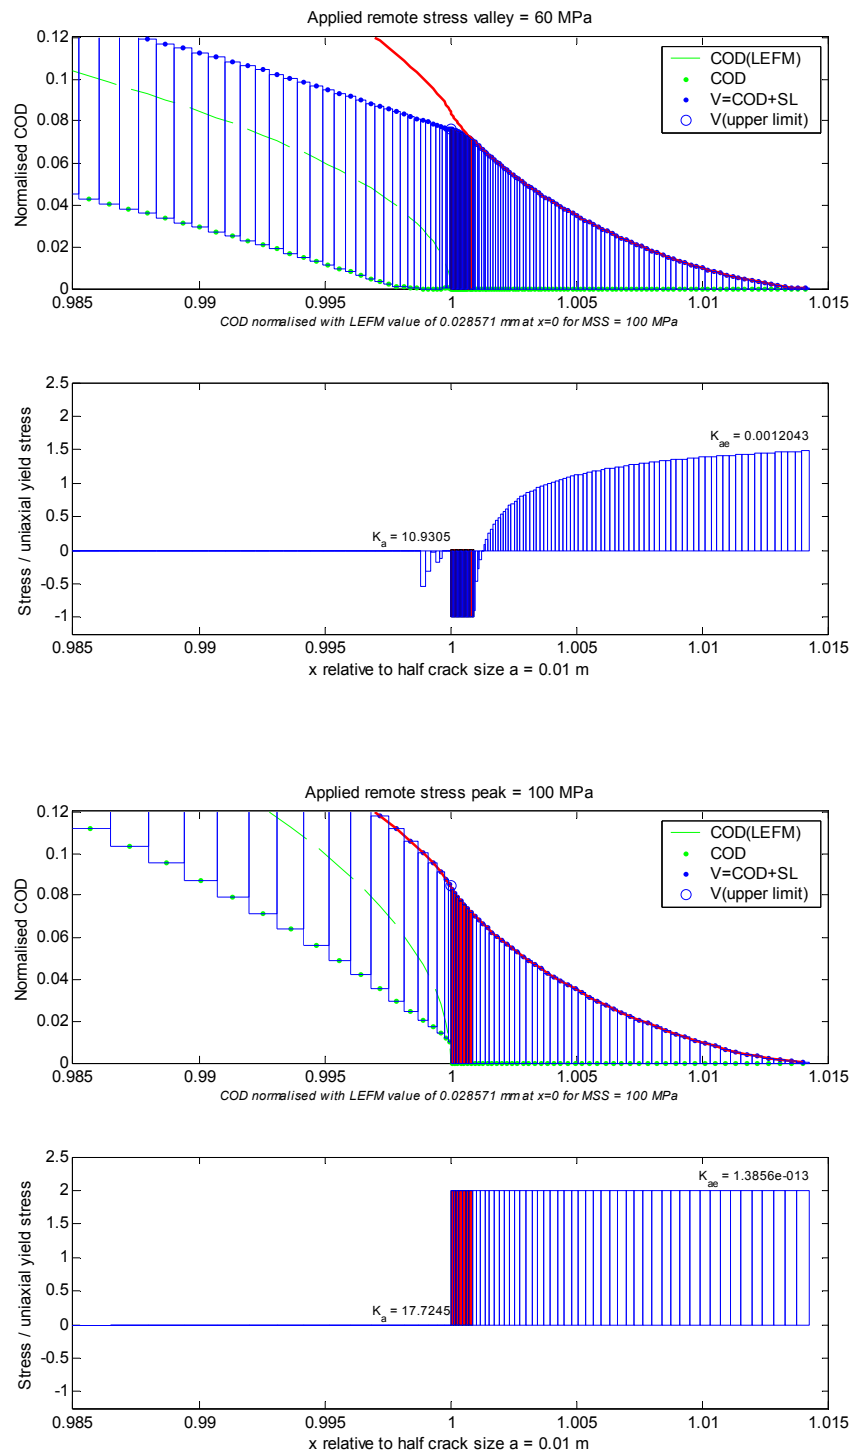 Applied remote stress valley = 60 MPa
0.12
0.1
0.08
0.06
0.04
0.02
0
Normalised COD
COD(LEFM)
COD
V=COD+SL
V(upper limit)
0.985 0.99 0.995 1 1.005 1.01 1.015
COD normalised with LEFM value of 0.028571 mm at x=0 for MSS = 100 MPa
2.5
2
1.5
1
0.5
0
-0.5
-1
Stress / uniaxial yield stress
K_ae = 0.0012043
K_a = 10.9305
0.985 0.99 0.995 1 1.005 1.01 1.015
x relative to half crack size a = 0.01 m
Applied remote stress peak = 100 MPa
0.12
0.1
0.08
0.06
0.04
0.02
0
Normalised COD
COD(LEFM)
COD
V=COD+SL
V(upper limit)
0.985 0.99 0.995 1 1.005 1.01 1.015
COD normalised with LEFM value of 0.028571 mm at x=0 for MSS = 100 MPa
2.5
2
1.5
1
0.5
0
-0.5
-1
Stress / uniaxial yield stress
K_ae = 1.3856e-013
K_a = 17.7245
0.985 0.99 0.995 1 1.005 1.01 1.015
x relative to half crack size a = 0.01 m